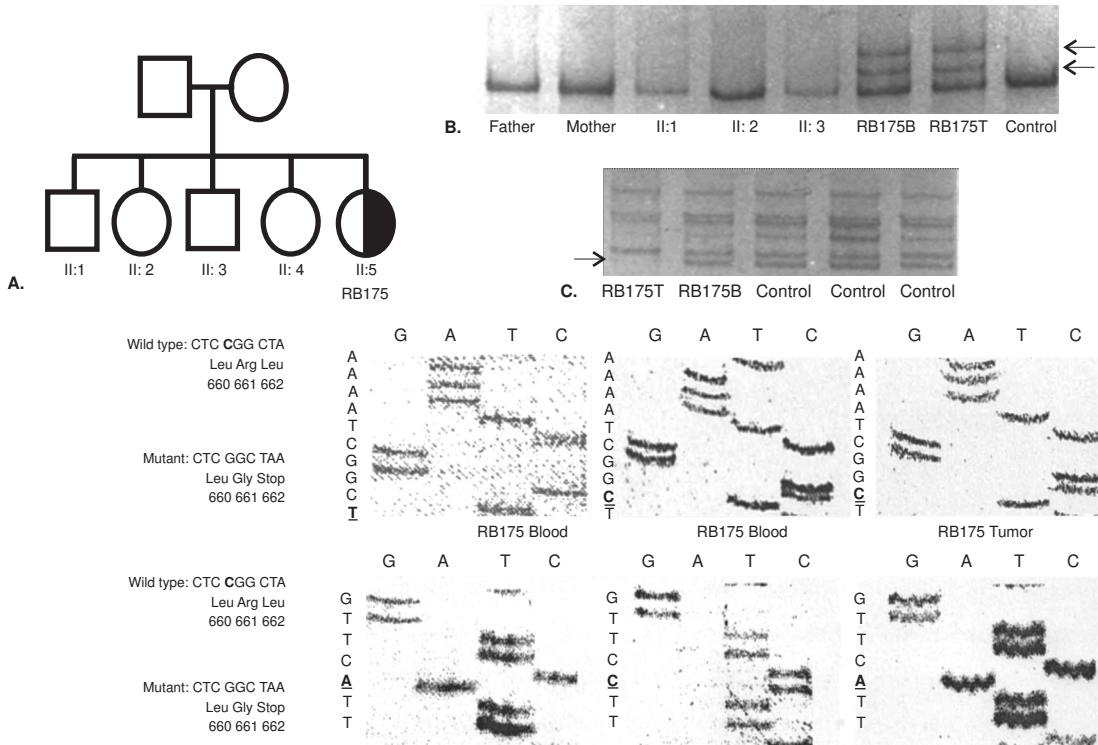 A.
II:1
II: 2
II: 3
II: 4
II:5
RB175
B.
Father
Mother
II:1
II: 2
II: 3
RB175B
RB175T
Control
C.
RB175T
RB175B
Control
Control
Control
Wild type: CTC CGG CTA
Leu Arg Leu
660 661 662
Mutant: CTC GGC TAA
Leu Gly Stop
660 661 662
G A T C
A
A
A
A
T
C
G
G
C
T
RB175 Blood
G A T C
A
A
A
A
T
C
G
G
C
T
RB175 Blood
G A T C
A
A
A
A
T
C
G
G
C
T
RB175 Tumor
Wild type: CTC CGG CTA
Leu Arg Leu
660 661 662
Mutant: CTC GGC TAA
Leu Gly Stop
660 661 662
G A T C
G
T
T
C
A
T
T
G A T C
G
T
T
C
C
T
T
G A T C
G
T
T
C
A
T
T